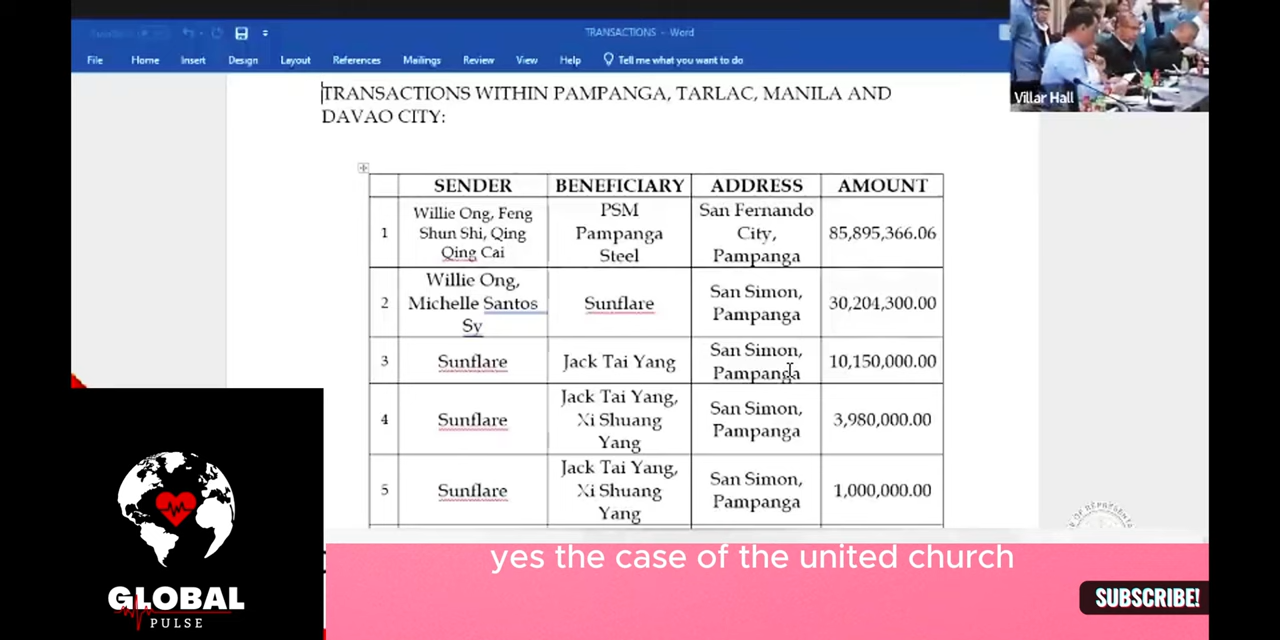 TRANSACTIONS – Word
File Home Insert Design Layout References Mailings Review View Help Tell me what you want to do
Villar Hall
TRANSACTIONS WITHIN PAMPANGA, TARLAC, MANILA AND
DAVAO CITY:
SENDER BENEFICIARY ADDRESS AMOUNT
1
Willie Ong, Feng
Shun Shi, Qing
Qing Cai
PSM
Pampanga
Steel
San Fernando
City,
Pampanga
85,895,366.06
2
Willie Ong,
Michelle Santos
Sy
Sunflare
San Simon,
Pampanga
30,204,300.00
3
Sunflare
Jack Tai Yang
San Simon,
Pampanga
10,150,000.00
4
Sunflare
Jack Tai Yang,
Xi Shuang
Yang
San Simon,
Pampanga
3,980,000.00
5
Sunflare
Jack Tai Yang,
Xi Shuang
Yang
San Simon,
Pampanga
1,000,000.00
yes the case of the united church
GLOBAL
PULSE
SUBSCRIBE!